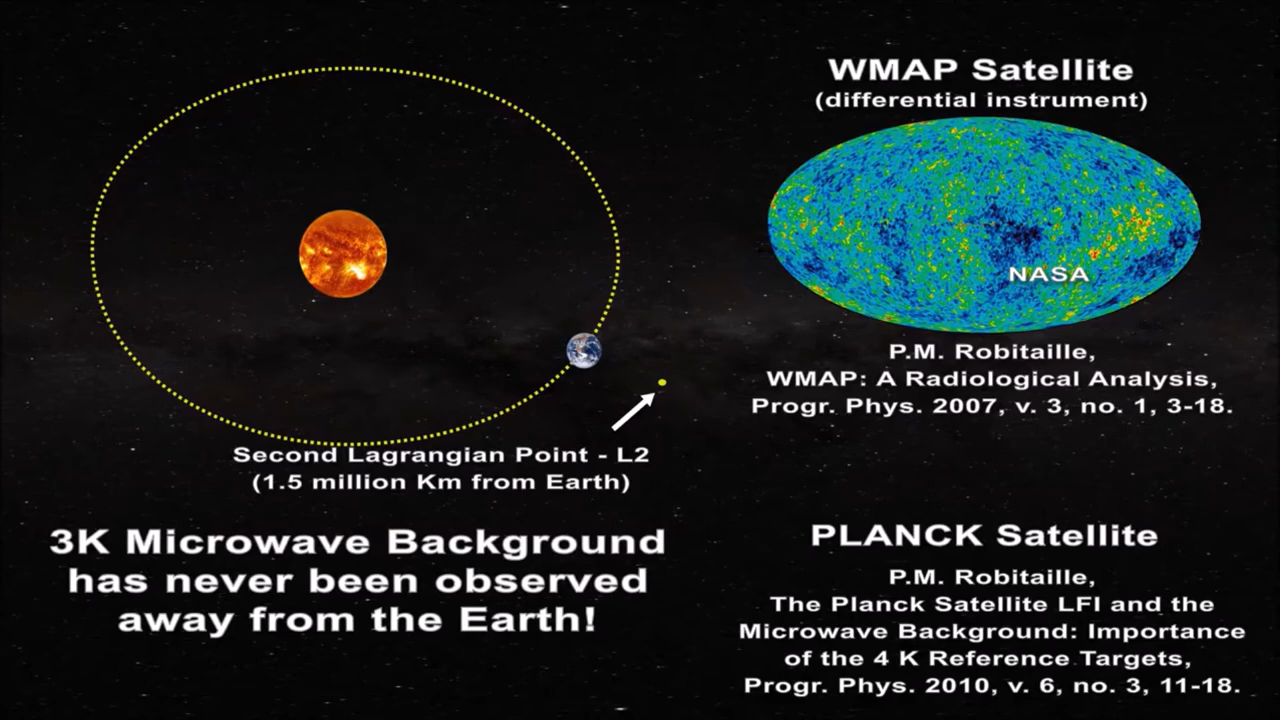 WMAP Satellite
(differential instrument)
NASA
P.M. Robitaille,
WMAP: A Radiological Analysis,
Progr. Phys. 2007, v. 3, no. 1, 3-18.
Second Lagrangian Point - L2
(1.5 million Km from Earth)
3K Microwave Background
has never been observed
away from the Earth!
PLANCK Satellite
P.M. Robitaille,
The Planck Satellite LFI and the
Microwave Background: Importance
of the 4 K Reference Targets,
Progr. Phys. 2010, v. 6, no. 3, 11-18.